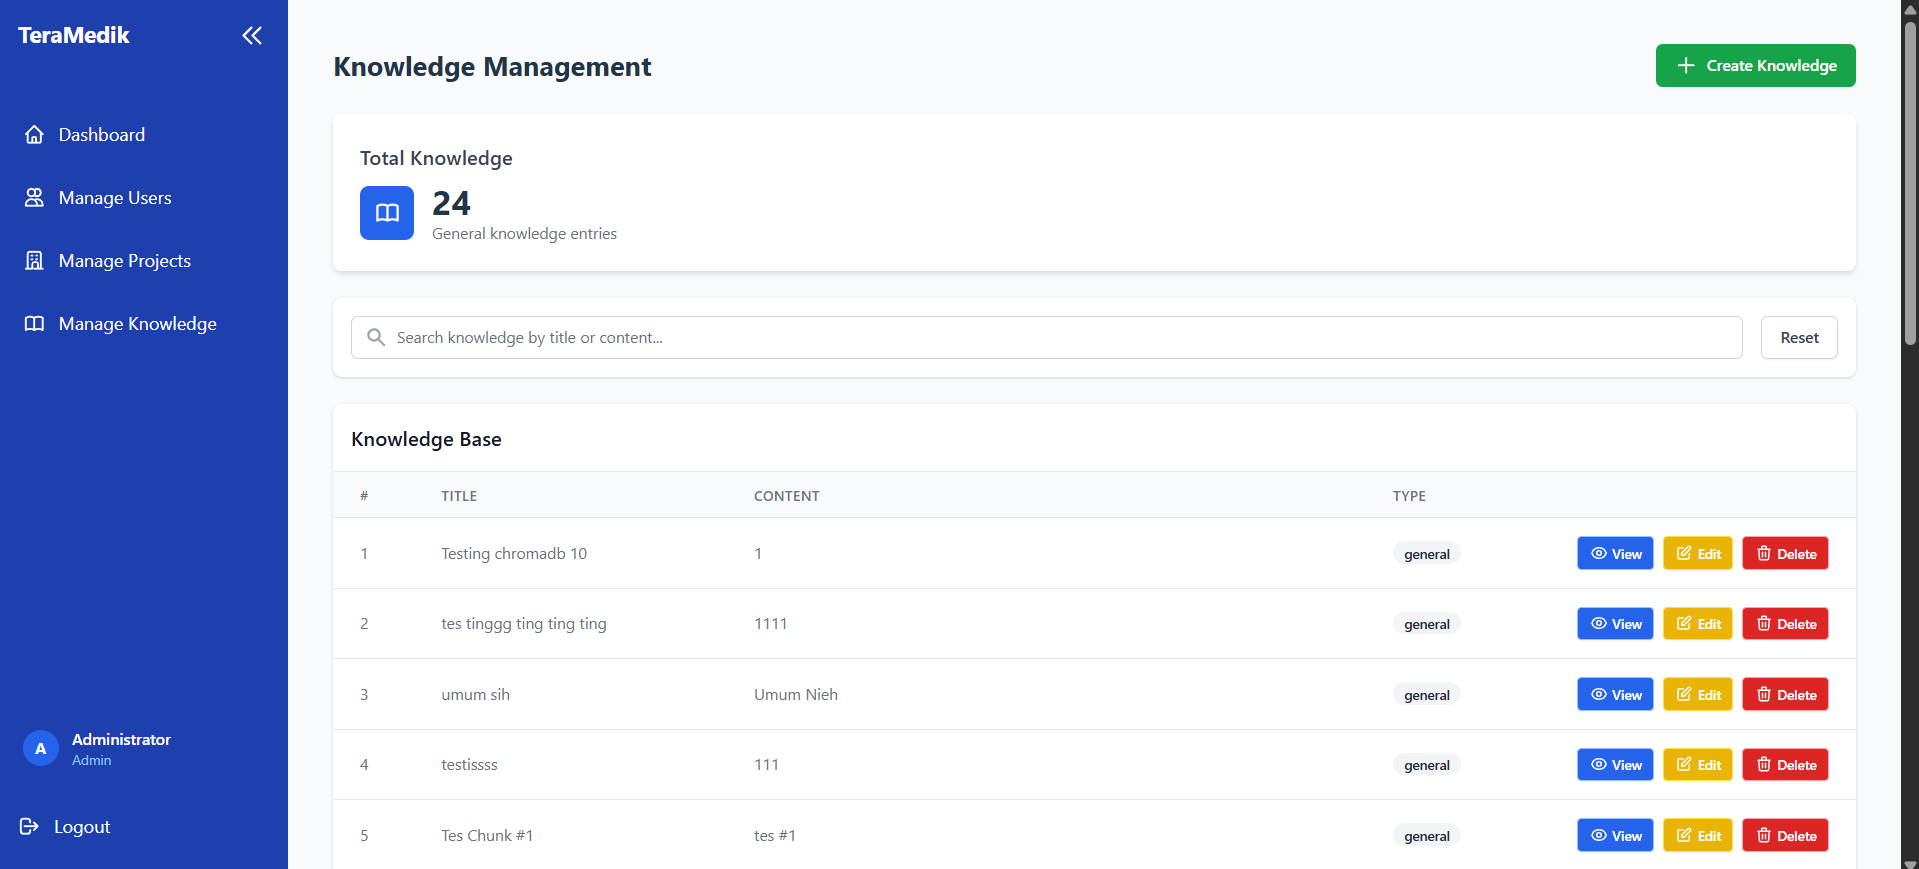 TeraMedik
Dashboard
Manage Users
Manage Projects
Manage Knowledge
A
Administrator
Admin
Logout
Knowledge Management
Create Knowledge
Total Knowledge
24
General knowledge entries
Search knowledge by title or content...
Reset
Knowledge Base
# TITLE CONTENT TYPE
1 Testing chromadb 10 1 general View Edit Delete
2 tes tinggg ting ting ting 1111 general View Edit Delete
3 umum sih Umum Nieh general View Edit Delete
4 testissss 111 general View Edit Delete
5 Tes Chunk #1 tes #1 general View Edit Delete